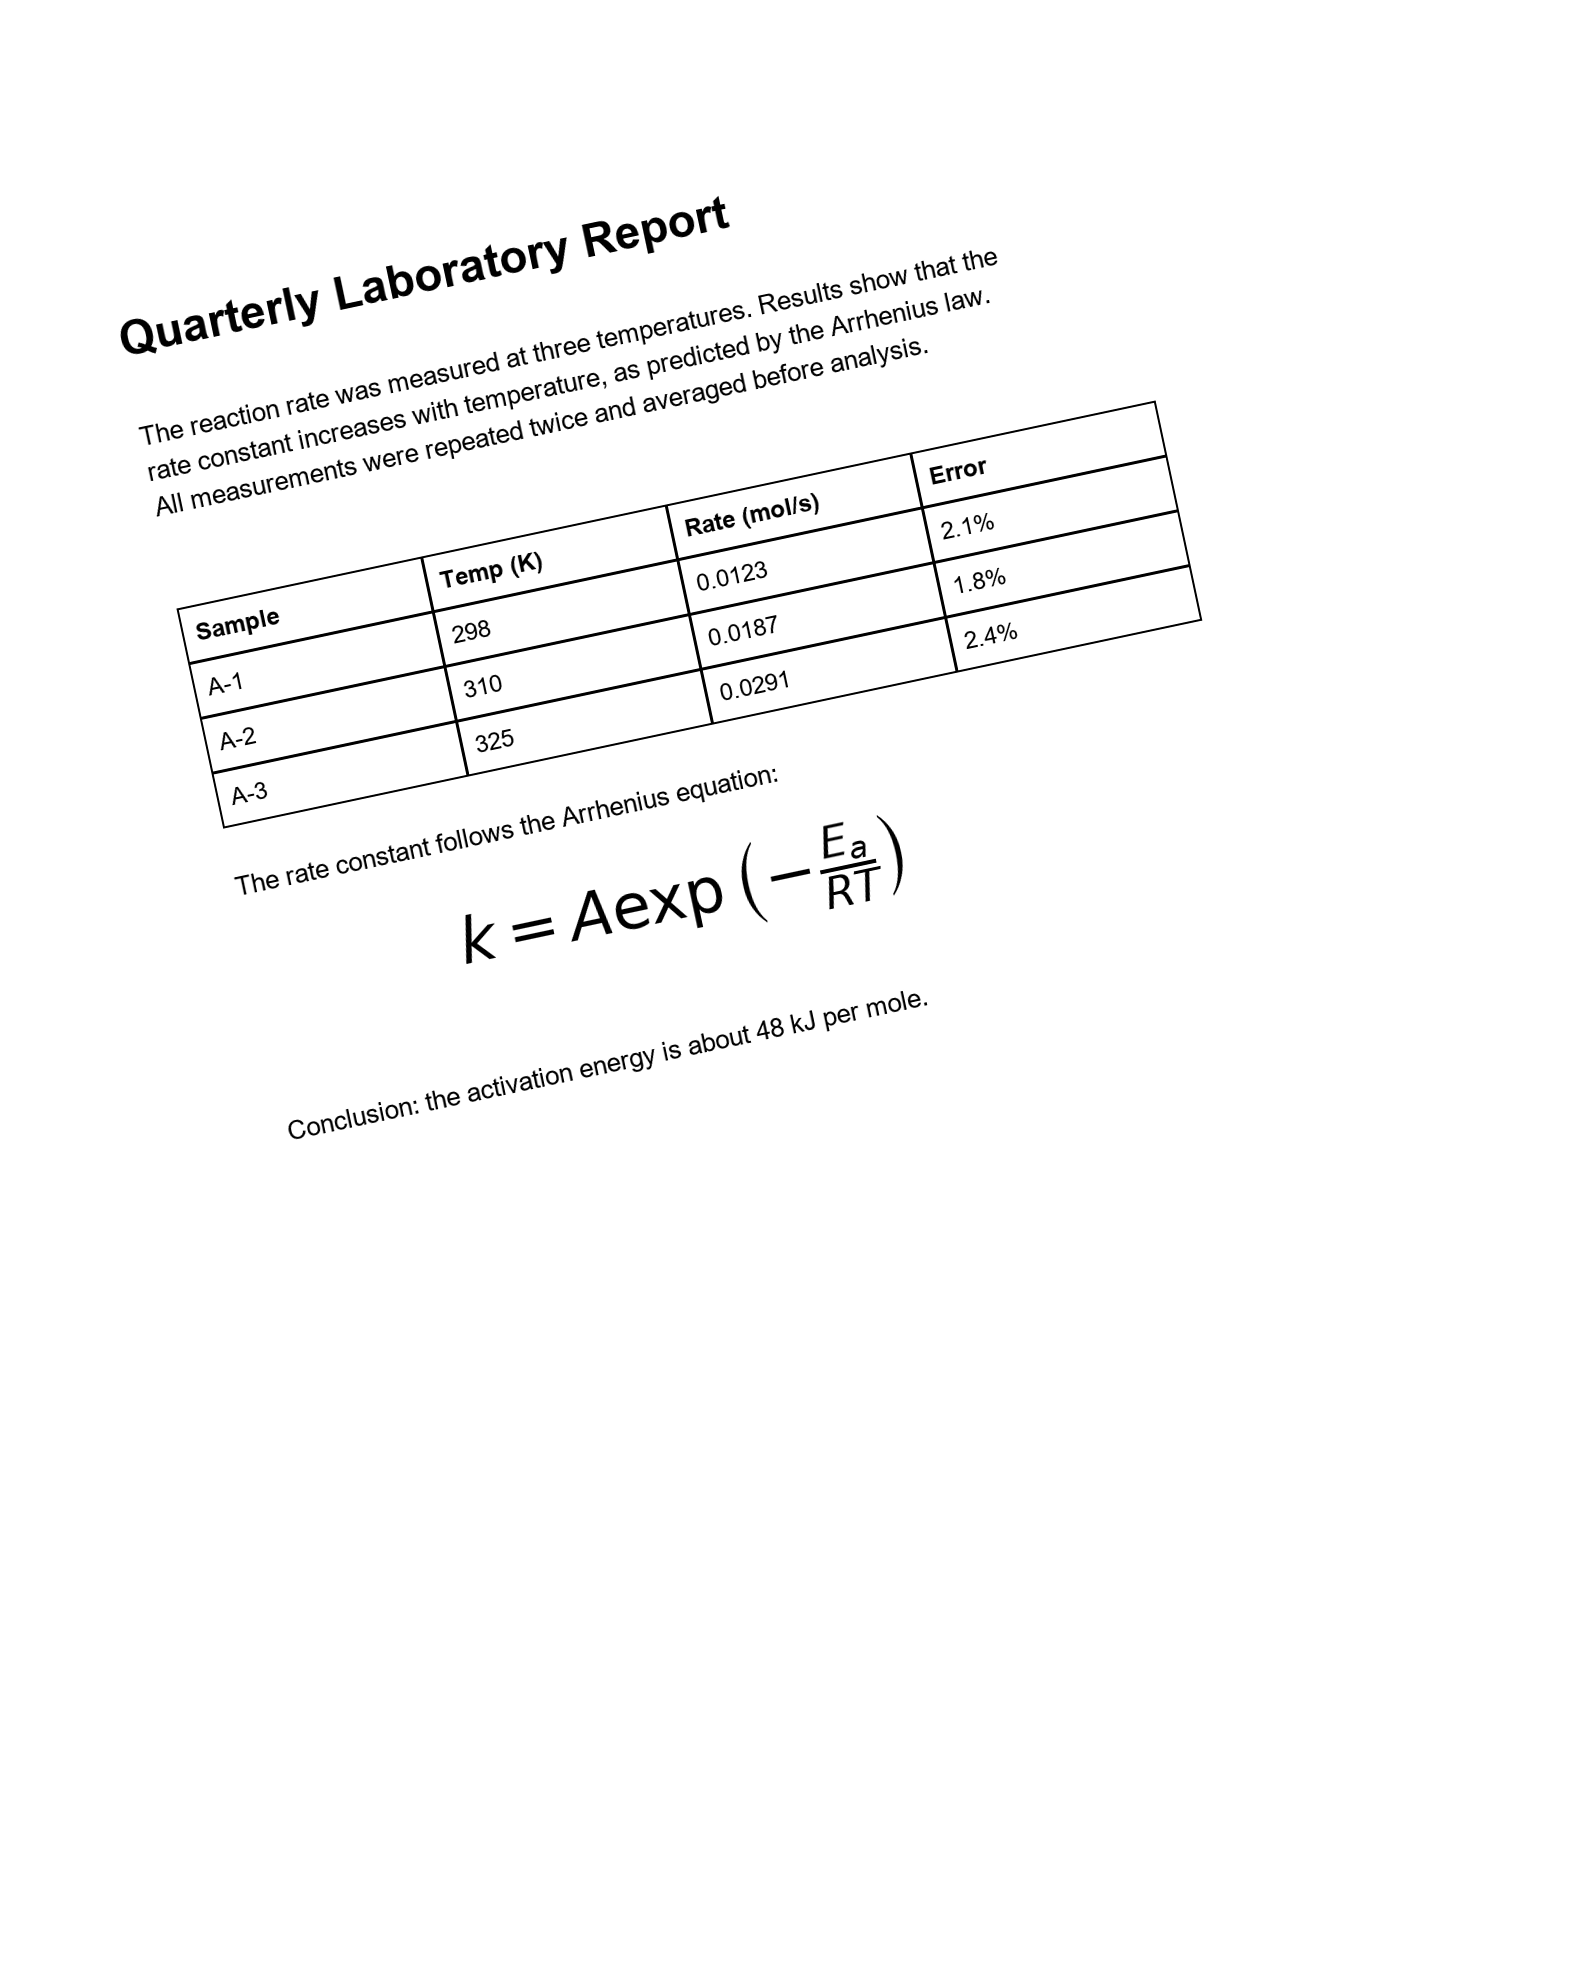 Quarterly Laboratory Report
The reaction rate was measured at three temperatures. Results show that the
rate constant increases with temperature, as predicted by the Arrhenius law.
All measurements were repeated twice and averaged before analysis.
Sample Temp (K) Rate (mol/s) Error
A-1 298 0.0123 2.1%
A-2 310 0.0187 1.8%
A-3 325 0.0291 2.4%
The rate constant follows the Arrhenius equation:
k = Aexp(−E_a/RT)
Conclusion: the activation energy is about 48 kJ per mole.